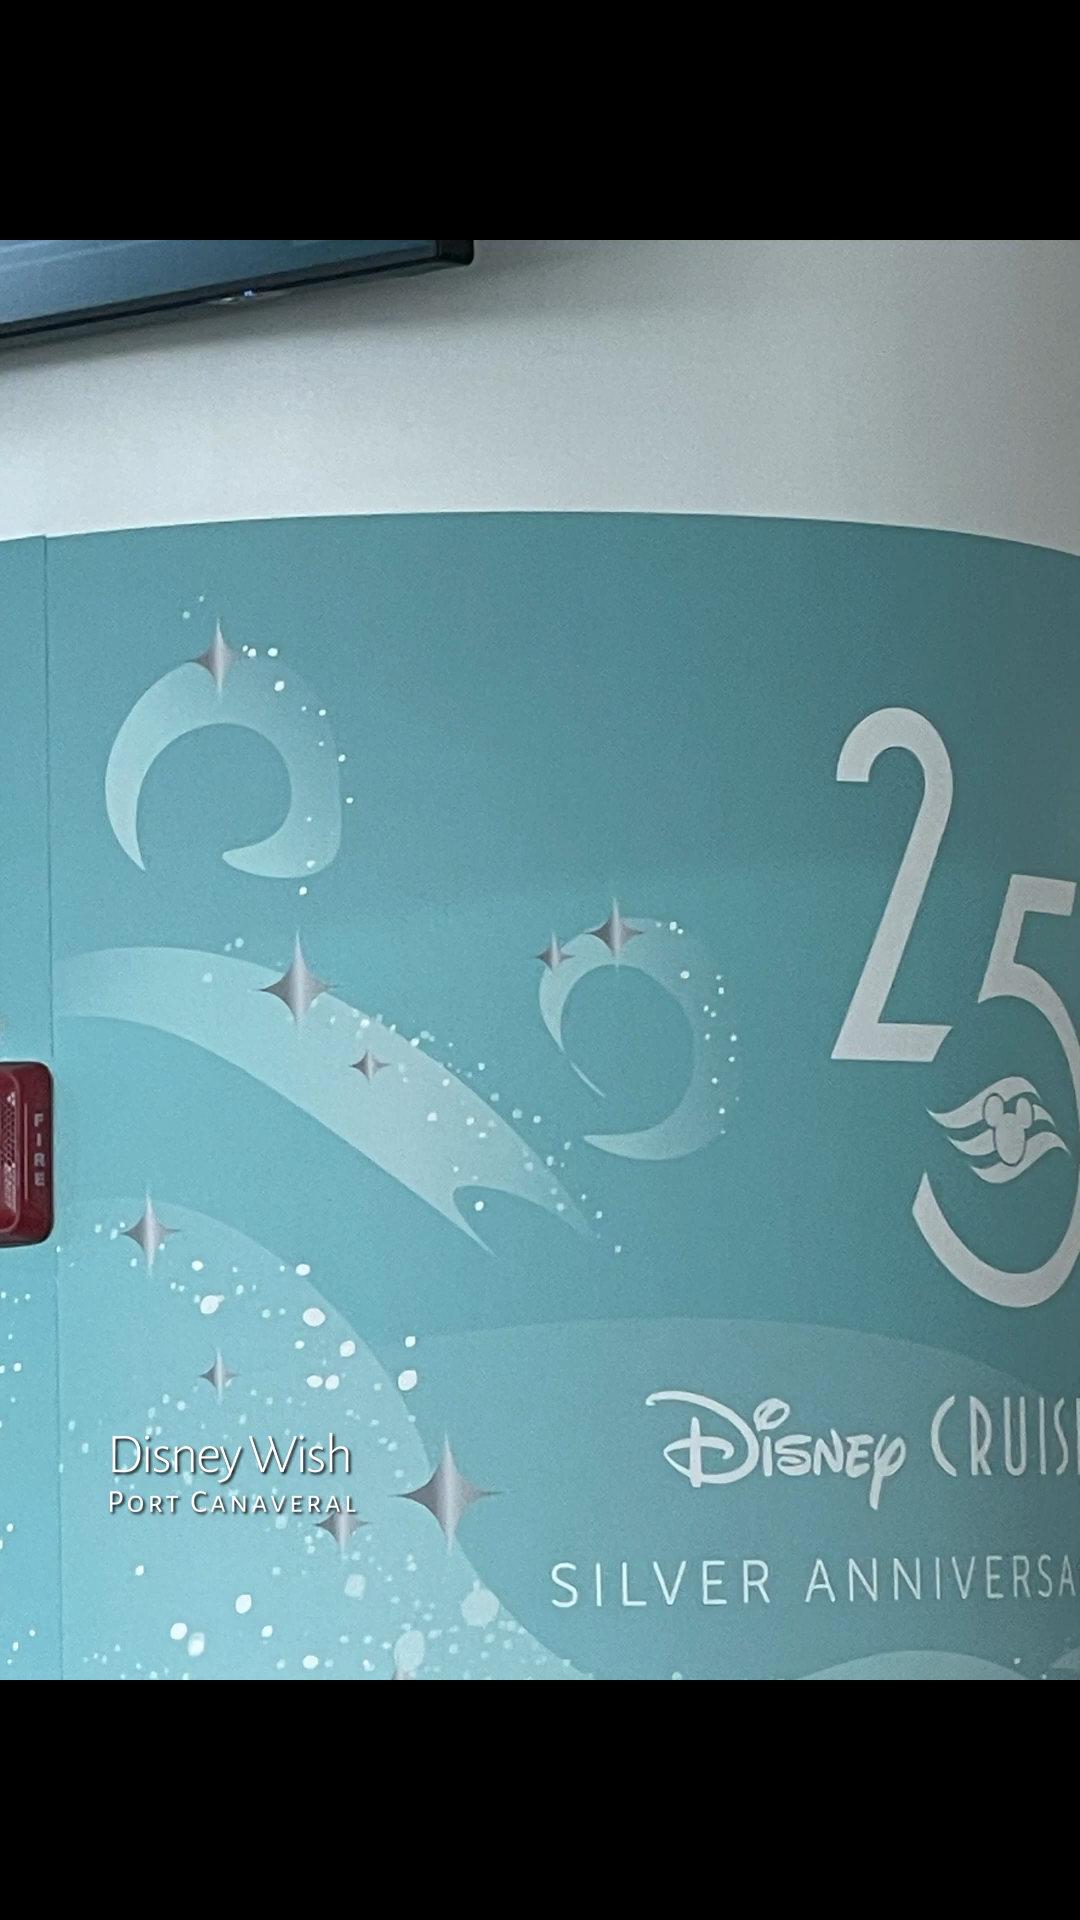 25
FIRE
DISNEY CRUIS
Disney Wish
PORT CANAVERAL
SILVER ANNIVERSA